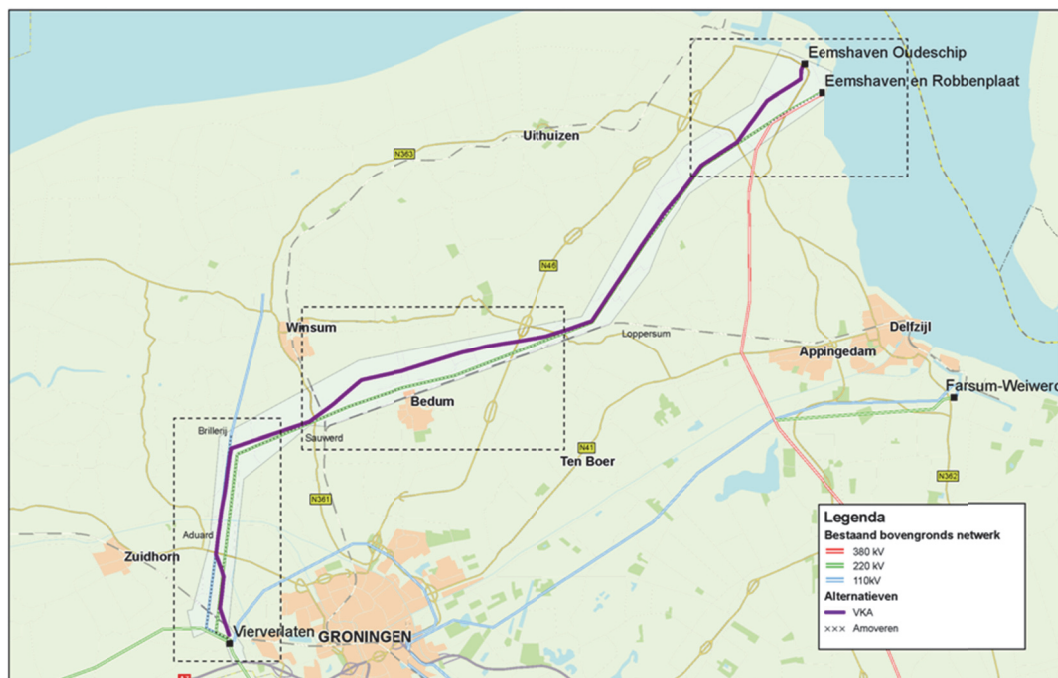 Eemshaven Oudeschip
Eemshaven en Robbenplaat
Uithuizen
N363
N46
Winsum
Loppersum
Delfzijl
Appingedam
Farsum-Weiwerd
Bedum
Brillerij
Sauwerd
Ten Boer
N41
N362
N361
Aduard
Zuidhorn
Vierverlaten
GRONINGEN
Legenda
Bestaand bovengronds netwerk
380 kV
220 kV
110kV
Alternatieven
VKA
Amoveren